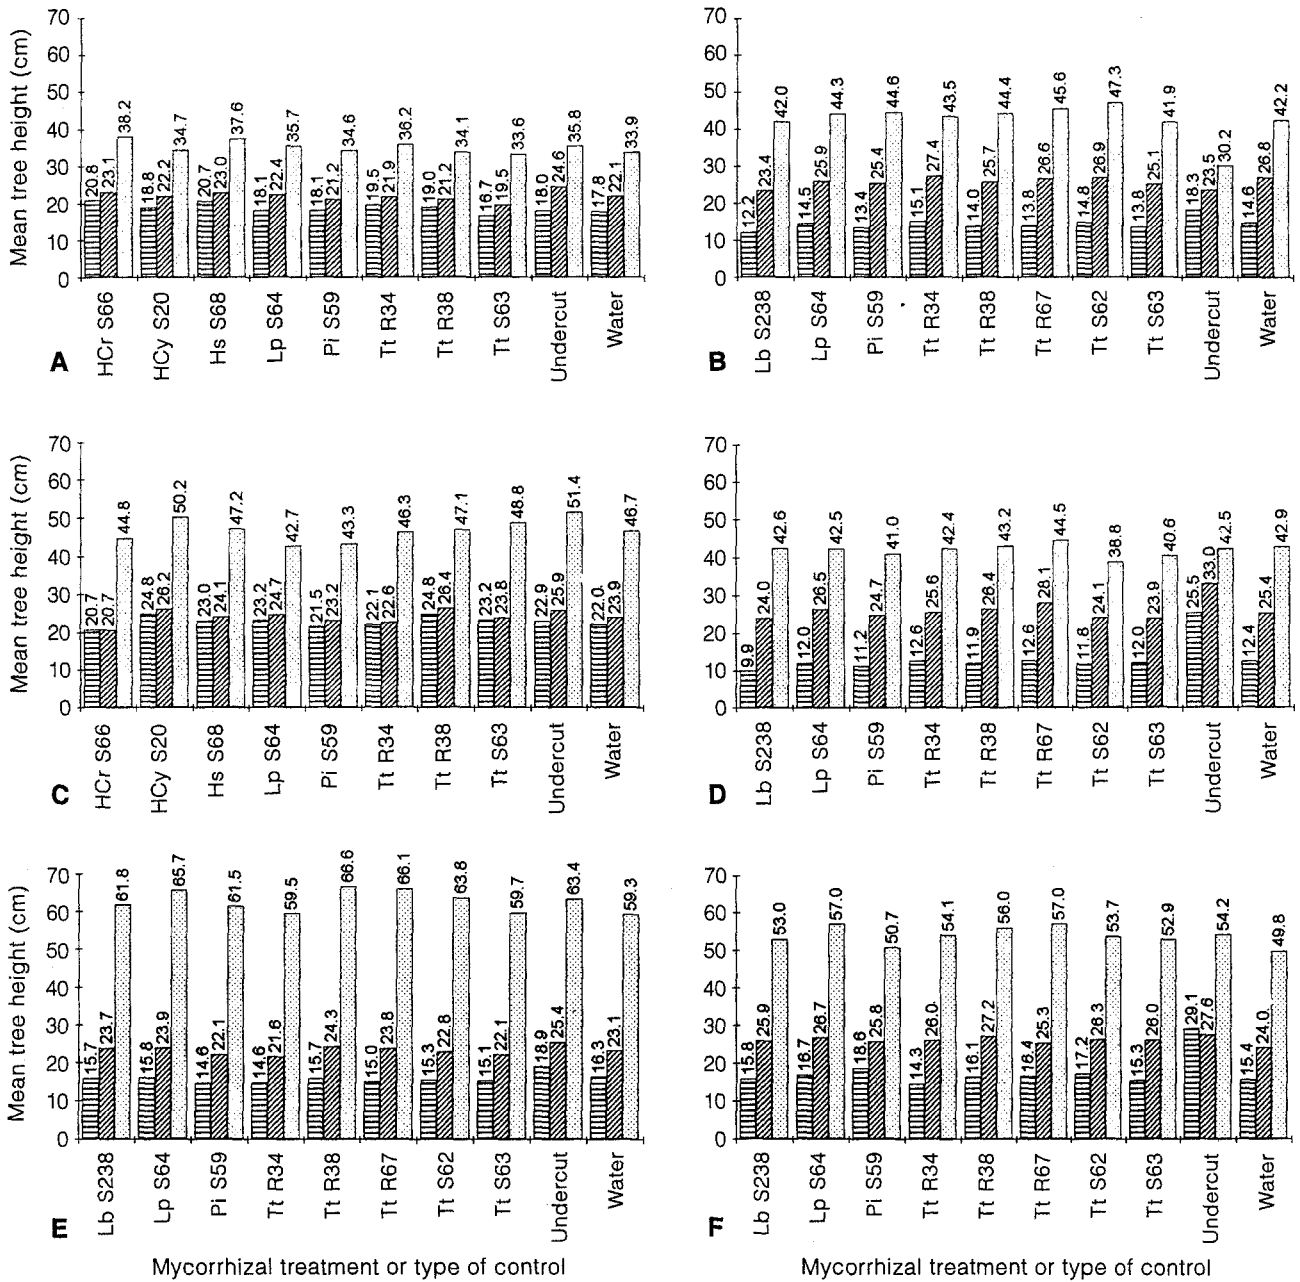 Mean tree height (cm)
70
60
50
40
30
20
10
0
20.8 23.1 38.2
18.8 22.2 34.7
20.7 23.0 37.6
18.1 22.4 35.7
18.1 21.2 34.6
19.5 21.9 36.2
19.0 21.2 34.1
16.7 19.5 33.6
18.0 24.6 35.8
17.8 22.1 33.9
HCr S66
HCy S20
Hs S68
Lp S64
Pi S59
Tt R34
Tt R38
Tt S63
Undercut
Water
A
70
60
50
40
30
20
10
0
12.2 23.4 42.0
14.5 25.9 44.3
13.4 25.4 44.6
15.1 27.4 43.5
14.0 25.7 44.4
13.8 26.6 45.6
14.8 26.9 47.3
13.8 25.1 41.9
18.3 23.5 30.2
14.6 26.8 42.2
Lb S238
Lp S64
Pi S59
Tt R34
Tt R38
Tt R67
Tt S62
Tt S63
Undercut
Water
B
Mean tree height (cm)
70
60
50
40
30
20
10
0
20.7 20.7 44.8
24.8 26.2 50.2
23.0 24.1 47.2
23.2 24.7 42.7
21.5 23.2 43.3
22.1 22.6 46.3
24.8 26.4 47.1
23.2 23.8 48.8
22.9 25.9 51.4
22.0 23.9 46.7
HCr S66
HCy S20
Hs S68
Lp S64
Pi S59
Tt R34
Tt R38
Tt S63
Undercut
Water
C
70
60
50
40
30
20
10
0
9.9 24.0 42.6
12.0 26.5 42.5
11.2 24.7 41.0
12.6 25.6 42.4
11.9 26.4 43.2
12.6 28.1 44.5
11.8 24.1 38.8
12.0 23.9 40.6
25.5 33.0 42.5
12.4 25.4 42.9
Lb S238
Lp S64
Pi S59
Tt R34
Tt R38
Tt R67
Tt S62
Tt S63
Undercut
Water
D
Mean tree height (cm)
70
60
50
40
30
20
10
0
15.7 23.7 61.8
15.8 23.9 65.7
14.6 22.1 61.5
14.6 21.6 59.5
15.7 24.3 66.6
15.0 23.8 66.1
15.3 22.8 63.8
15.1 22.1 59.7
18.9 25.4 63.4
16.3 23.1 59.3
Lb S238
Lp S64
Pi S59
Tt R34
Tt R38
Tt R67
Tt S62
Tt S63
Undercut
Water
E
Mycorrhizal treatment or type of control
70
60
50
40
30
20
10
0
15.8 25.9 53.0
16.7 26.7 57.0
18.6 25.8 50.7
14.3 26.0 54.1
16.1 27.2 56.0
16.4 25.3 57.0
17.2 26.3 53.7
15.3 26.0 52.9
29.1 27.6 54.2
15.4 24.0 49.8
Lb S238
Lp S64
Pi S59
Tt R34
Tt R38
Tt R67
Tt S62
Tt S63
Undercut
Water
F
Mycorrhizal treatment or type of control